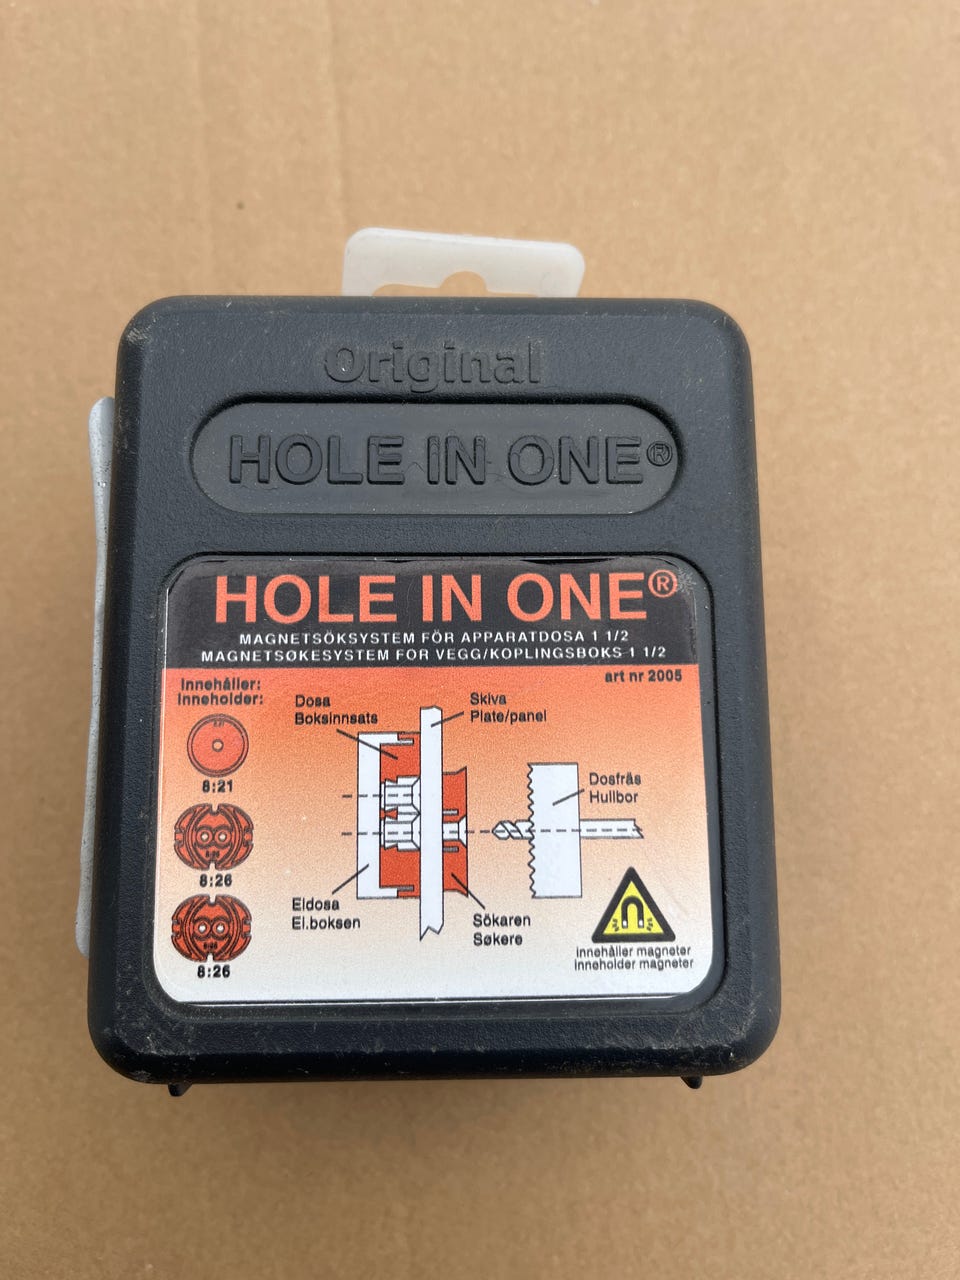 Original
HOLE IN ONE®
HOLE IN ONE®
MAGNETSÖKSYSTEM FÖR APPARATDOSA 1 1/2
MAGNETSØKESYSTEM FOR VEGG/KOPLINGSBOKS 1 1/2
art nr 2005
Innehåller:
Inneholder:
8:21
8:26
8:26
Dosa
Boksinnsats
Skiva
Plate/panel
Dosfräs
Hullbor
Eldosa
El.boksen
Sökaren
Søkere
innehåller magneter
inneholder magneter